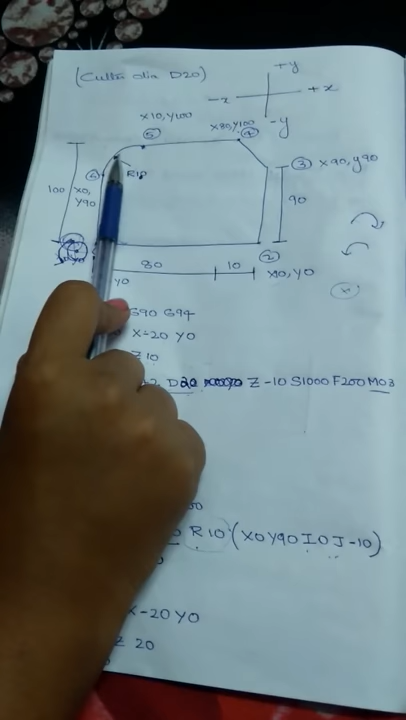 (Cutter dia D20)
+y
-x +x
-y
X10, Y100
X80, Y100
5
4
3 X90, y90
6
R10
100
X0,
Y90
90
80
10
2
X90, Y0
Y0
x
G90 G94
X-20 Y0
Z 10
D20 Z-10 S1000 F200 M03
R10 (X0 Y90 I0 J-10)
X-20 Y0
Z 20